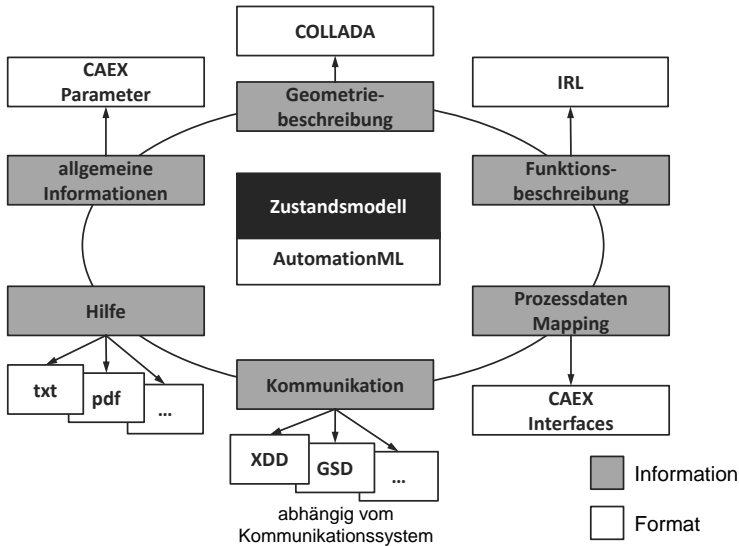 COLLADA
CAEX
Parameter
IRL
Geometrie-
beschreibung
allgemeine
Informationen
Funktions-
beschreibung
Zustandsmodell
AutomationML
Hilfe
Prozessdaten
Mapping
txt
pdf
...
Kommunikation
CAEX
Interfaces
XDD
GSD
...
abhängig vom
Kommunikationssystem
Information
Format